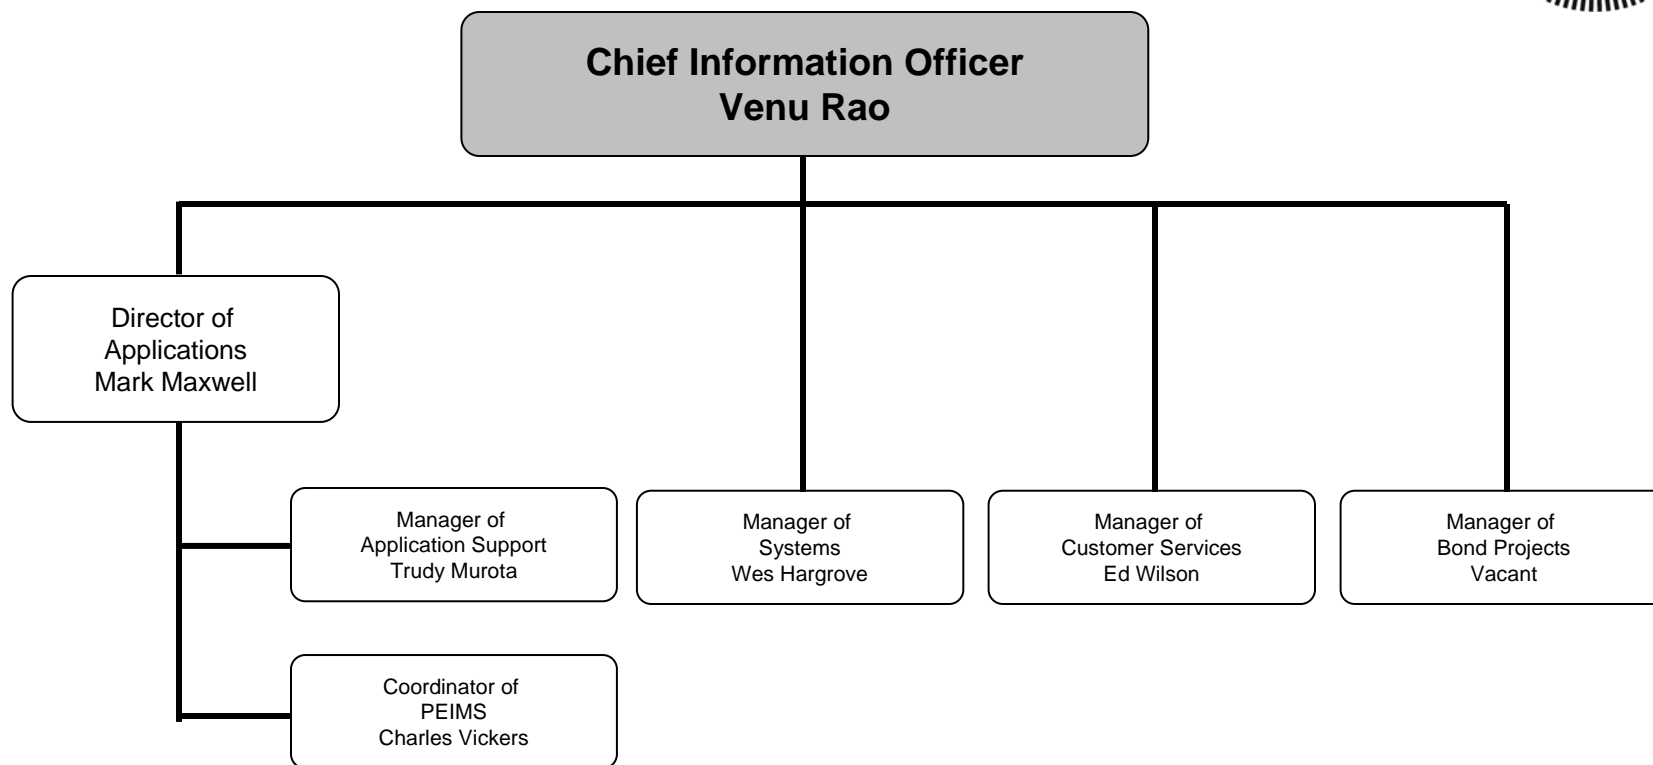 Chief Information Officer
Venu Rao
Director of
Applications
Mark Maxwell
Manager of
Application Support
Trudy Murota
Manager of
Systems
Wes Hargrove
Manager of
Customer Services
Ed Wilson
Manager of
Bond Projects
Vacant
Coordinator of
PEIMS
Charles Vickers